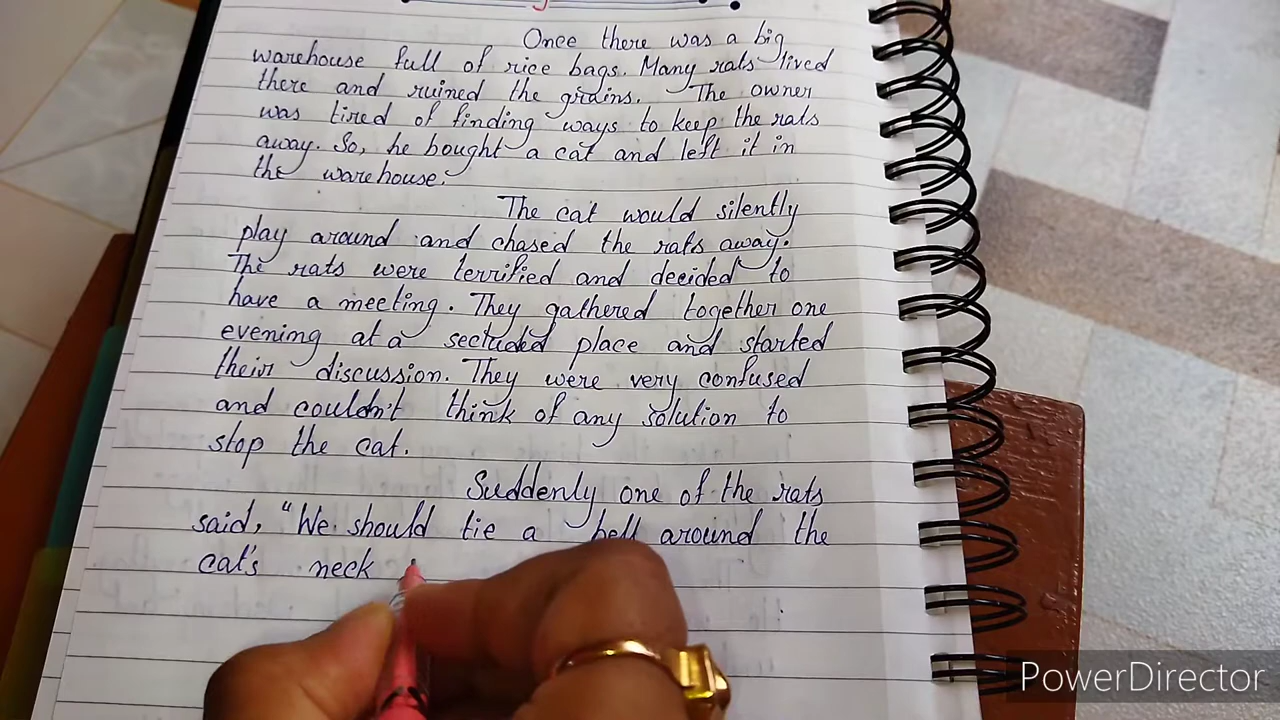 Once there was a big
warehouse full of rice bags. Many rats lived
there and ruined the grains. The owner
was tired of finding ways to keep the rats
away. So, he bought a cat and left it in
the warehouse.
The cat would silently
play around and chased the rats away.
The rats were terrified and decided to
have a meeting. They gathered together one
evening at a secluded place and started
their discussion. They were very confused
and couldn't think of any solution to
stop the cat.
Suddenly one of the rats
said, "We should tie a bell around the
cat's neck
PowerDirector